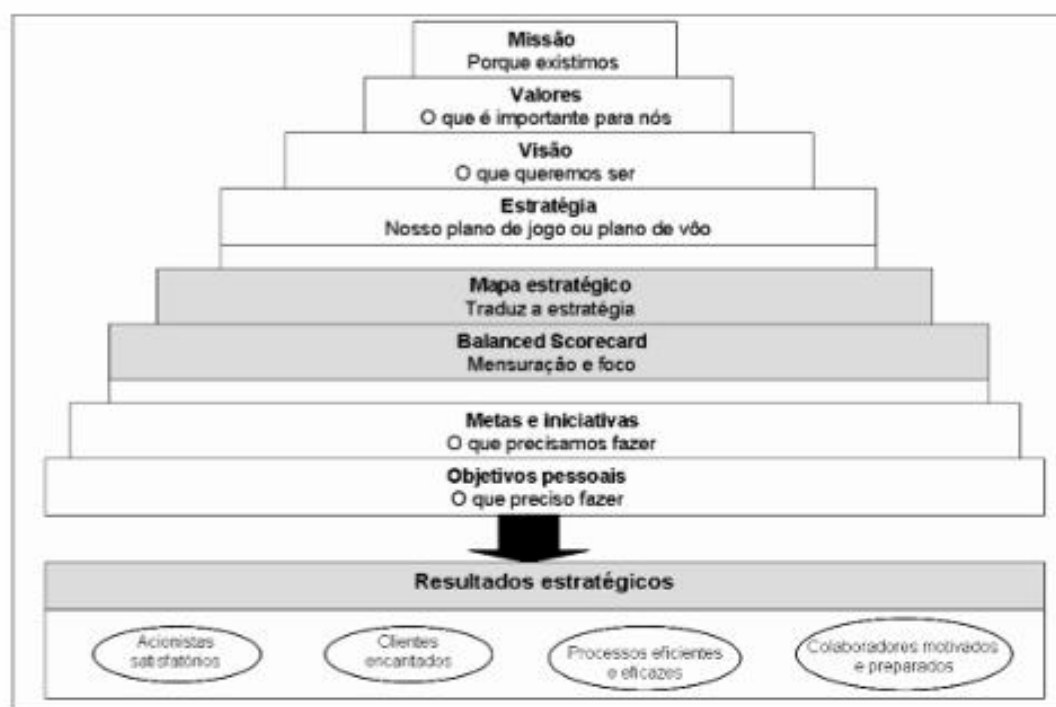 Missão
Porque existimos
Valores
O que é importante para nós
Visão
O que queremos ser
Estratégia
Nosso plano de jogo ou plano de vôo
Mapa estratégico
Traduz a estratégia
Balanced Scorecard
Mensuração e foco
Metas e iniciativas
O que precisamos fazer
Objetivos pessoais
O que preciso fazer
Resultados estratégicos
Acionistas
satisfatórios
Clientes
encantados
Processos eficientes
e eficazes
Colaboradores motivados
e preparados